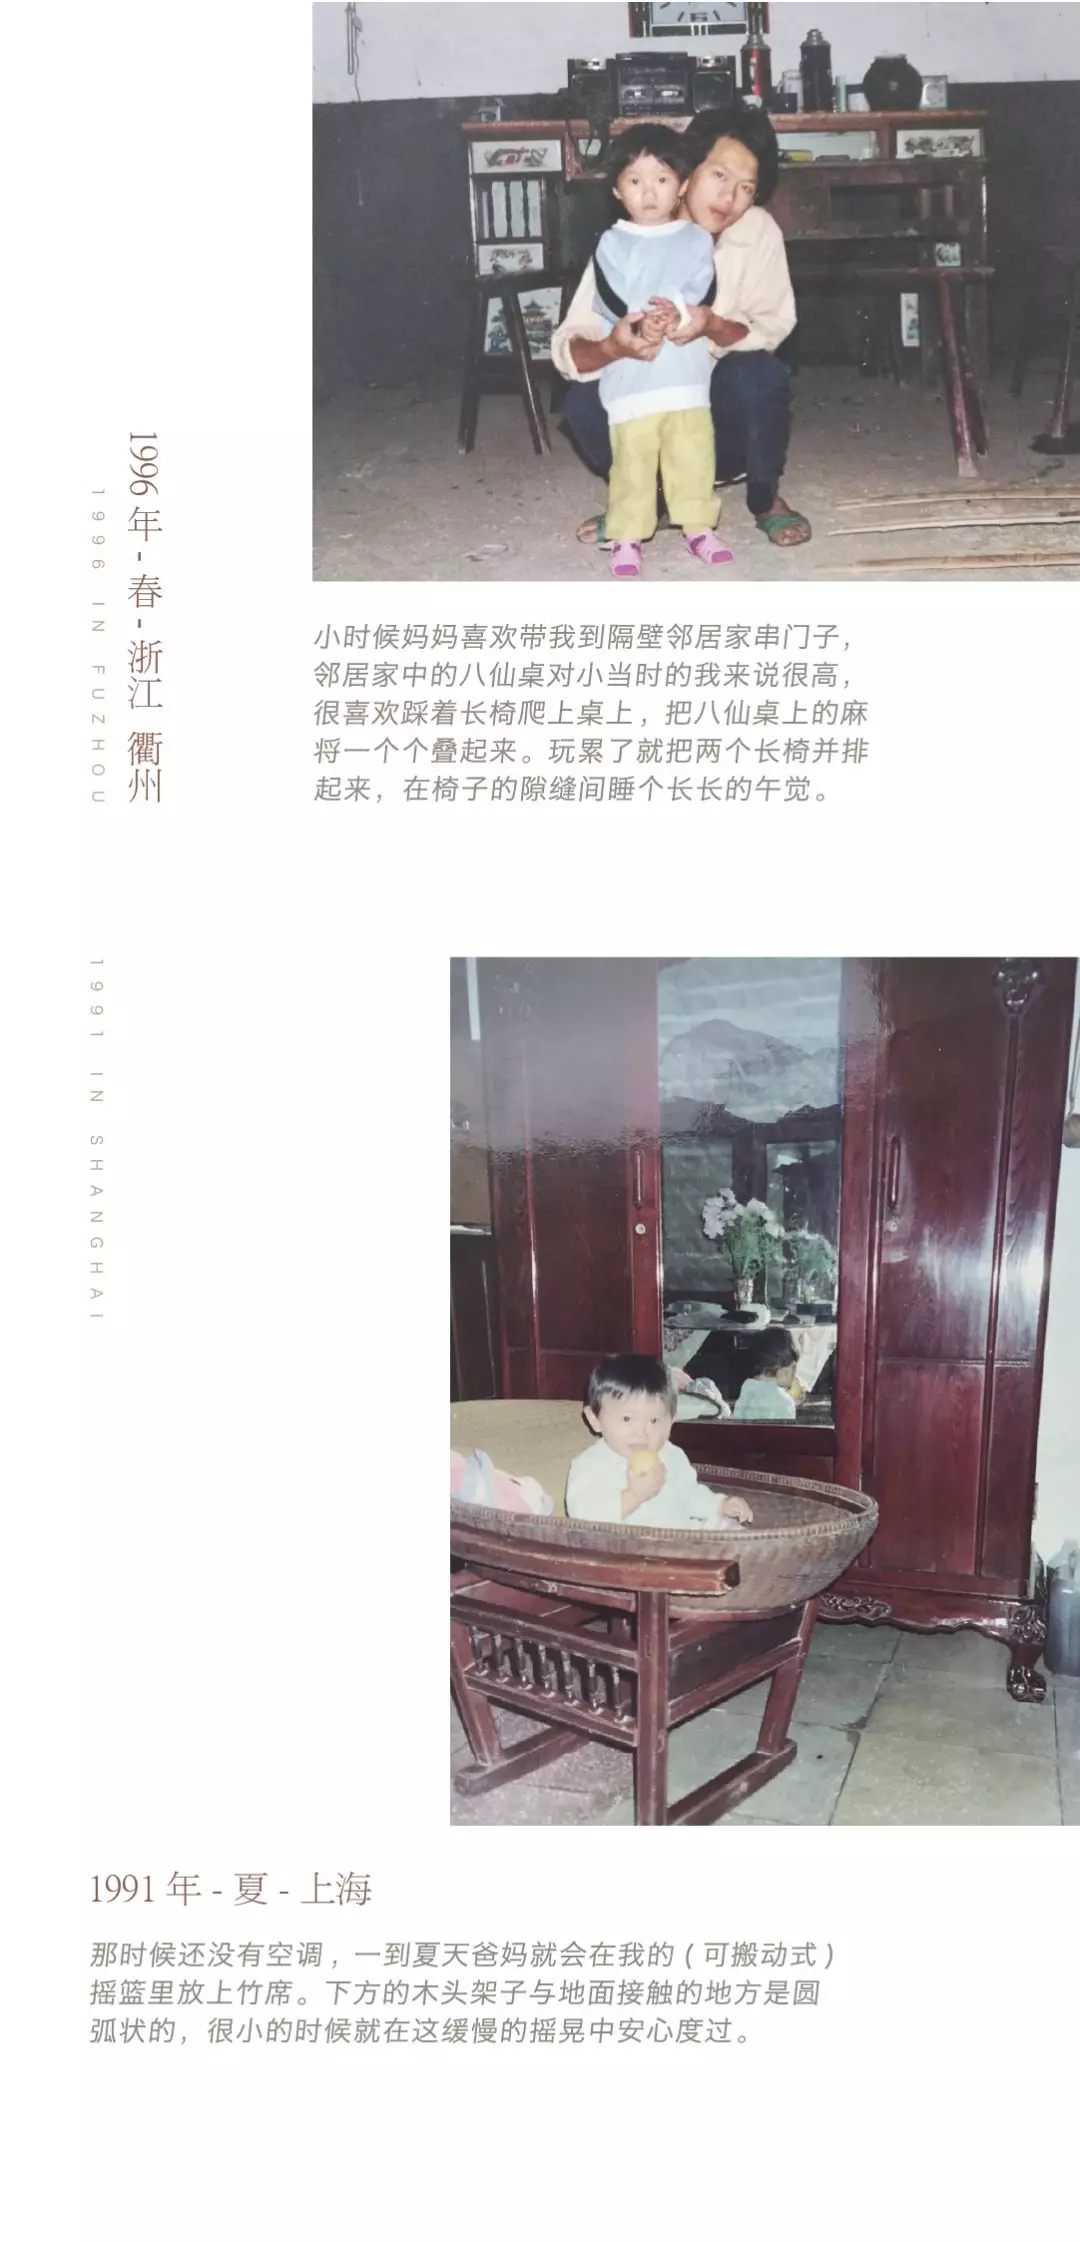 1996 年 - 春 - 浙江 衢州
1996 IN FUZHOU
小时候妈妈喜欢带我到隔壁邻居家串门子，
邻居家中的八仙桌对小当时的我来说很高，
很喜欢踩着长椅爬上桌上，把八仙桌上的麻
将一个个叠起来。玩累了就把两个长椅并排
起来，在椅子的隙缝间睡个长长的午觉。
1991 IN SHANGHAI
1991 年 - 夏 - 上海
那时候还没有空调，一到夏天爸妈就会在我的（可搬动式）
摇篮里放上竹席。下方的木头架子与地面接触的地方是圆
弧状的，很小的时候就在这缓慢的摇晃中安心度过。